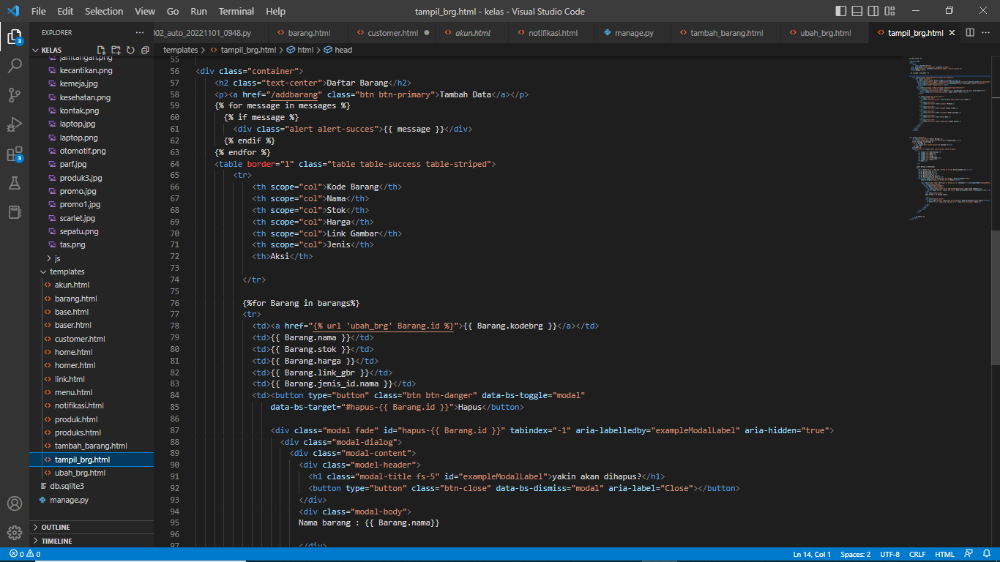 File Edit Selection View Go Run Terminal Help
tampil_brg.html - kelas - Visual Studio Code
EXPLORER
002_auto_20221101_0948.py
barang.html
customer.html
akun.html
notifikasi.html
manage.py
tambah_barang.html
ubah_brg.html
tampil_brg.html
KELAS
templates > tampil_brg.html > html > head
3
3
jamtangan.png
kecantikan.png
kemeja.jpg
kesehatan.png
kontak.png
laptop.jpg
laptop.png
otomotif.png
parf.jpg
produk3.jpg
promo.jpg
promo1.jpg
scarlet.jpg
sepatu.png
tas.png
js
templates
akun.html
barang.html
base.html
baser.html
customer.html
home.html
homer.html
link.html
menu.html
notifikasi.html
produk.html
produks.html
tambah_barang.html
tampil_brg.html
ubah_brg.html
db.sqlite3
manage.py
OUTLINE
TIMELINE
55
56 <div class="container">
57 <h2 class="text-center">Daftar Barang</h2>
58 <p><a href="/addbarang" class="btn btn-primary">Tambah Data</a></p>
59 {% for message in messages %}
60 {% if message %}
61 <div class="alert alert-succes">{{ message }}</div>
62 {% endif %}
63 {% endfor %}
64 <table border="1" class="table table-success table-striped">
65 <tr>
66 <th scope="col">Kode Barang</th>
67 <th scope="col">Nama</th>
68 <th scope="col">Stok</th>
69 <th scope="col">Harga</th>
70 <th scope="col">Link Gambar</th>
71 <th scope="col">Jenis</th>
72 <th>Aksi</th>
73
74 </tr>
75
76 {%for Barang in barangs%}
77 <tr>
78 <td><a href="{% url 'ubah_brg' Barang.id %}">{{ Barang.kodebrg }}</a></td>
79 <td>{{ Barang.nama }}</td>
80 <td>{{ Barang.stok }}</td>
81 <td>{{ Barang.harga }}</td>
82 <td>{{ Barang.link_gbr }}</td>
83 <td>{{ Barang.jenis_id.nama }}</td>
84 <td><button type="button" class="btn btn-danger" data-bs-toggle="modal"
85 data-bs-target="#hapus-{{ Barang.id }}">Hapus</button>
86
87 <div class="modal fade" id="hapus-{{ Barang.id }}" tabindex="-1" aria-labelledby="exampleModalLabel" aria-hidden="true">
88 <div class="modal-dialog">
89 <div class="modal-content">
90 <div class="model-header">
91 <h1 class="modal-title fs-5" id="exampleModalLabel">yakin akan dihapus?</h1>
92 <button type="button" class="btn-close" data-bs-dismiss="modal" aria-label="Close"></button>
93 </div>
94 <div class="modal-body">
95 Nama barang : {{ Barang.nama}}
96
97 </div>
0 0
Ln 14, Col 1 Spaces: 2 UTF-8 CRLF HTML